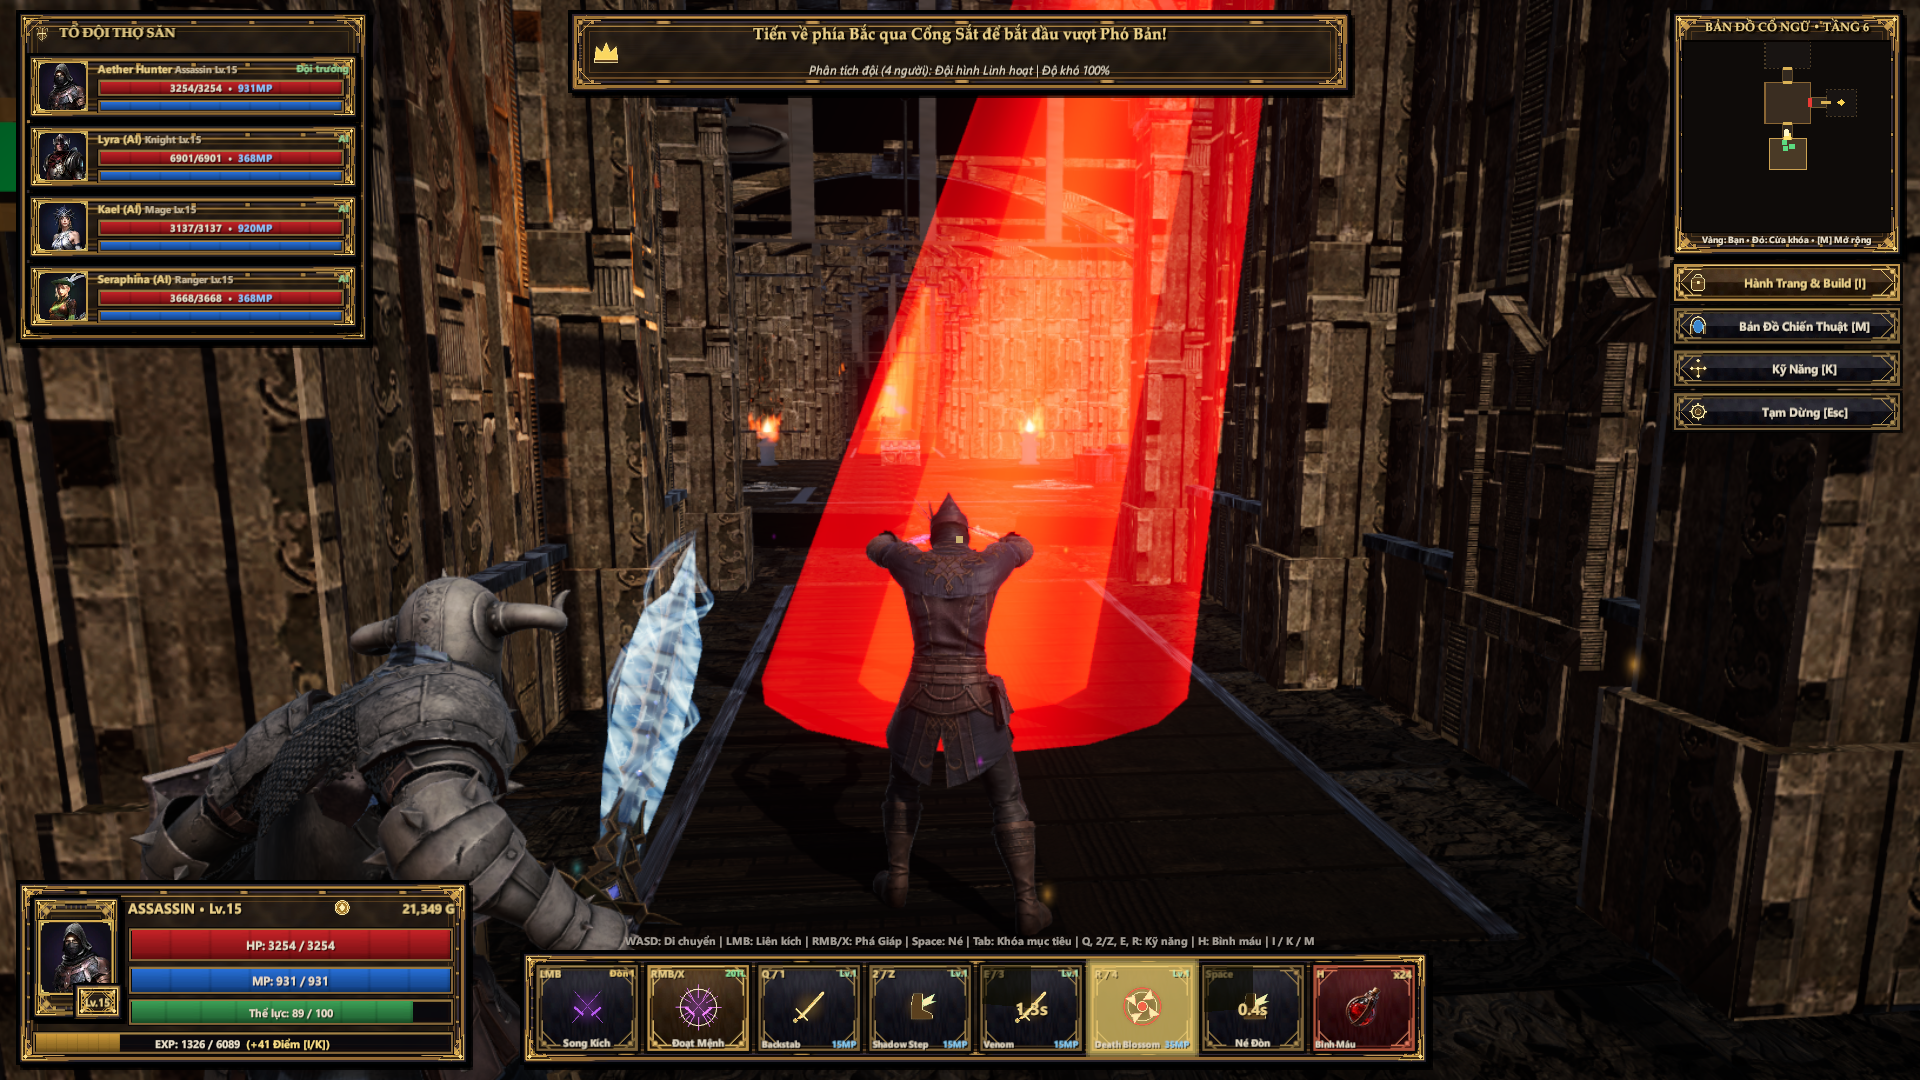 TỔ ĐỘI THỢ SĂN
Aether Hunter Assassin Lv.15 Đội trưởng
3254/3254 • 931MP
Lyra (AI) Knight Lv.15 AI
6901/6901 • 368MP
Kael (AI) Mage Lv.15 AI
3137/3137 • 920MP
Seraphina (AI) Ranger Lv.15 AI
3668/3668 • 368MP
Tiến về phía Bắc qua Cổng Sắt để bắt đầu vượt Phó Bản!
Phân tích đội (4 người): Đội hình Linh hoạt | Độ khó 100%
BẢN ĐỒ CỔ NGỮ • TẦNG 6
Vàng: Bạn • Đỏ: Cửa khóa • [M] Mở rộng
Hành Trang & Build [I]
Bản Đồ Chiến Thuật [M]
Kỹ Năng [K]
Tạm Dừng [Esc]
ASSASSIN • Lv.15 21,349 G
HP: 3254 / 3254
MP: 931 / 931
Thể lực: 89 / 100
Lv.15
EXP: 1326 / 6089 (+41 Điểm [I/K])
WASD: Di chuyển | LMB: Liên kích | RMB/X: Phá Giáp | Space: Né | Tab: Khóa mục tiêu | Q, 2/Z, E, R: Kỹ năng | H: Bình máu | I / K / M
LMB Đòn 1
Song Kích
RMB/X
Đoạt Mệnh
Q/1 Lv.1
Backstab 15MP
2/Z Lv.1
Shadow Step 15MP
E/3 Lv.1
1.3s
Venom 15MP
R/4 Lv.1
Death Blossom 35MP
Space
0.4s
Né Đòn
H x24
Bình Máu